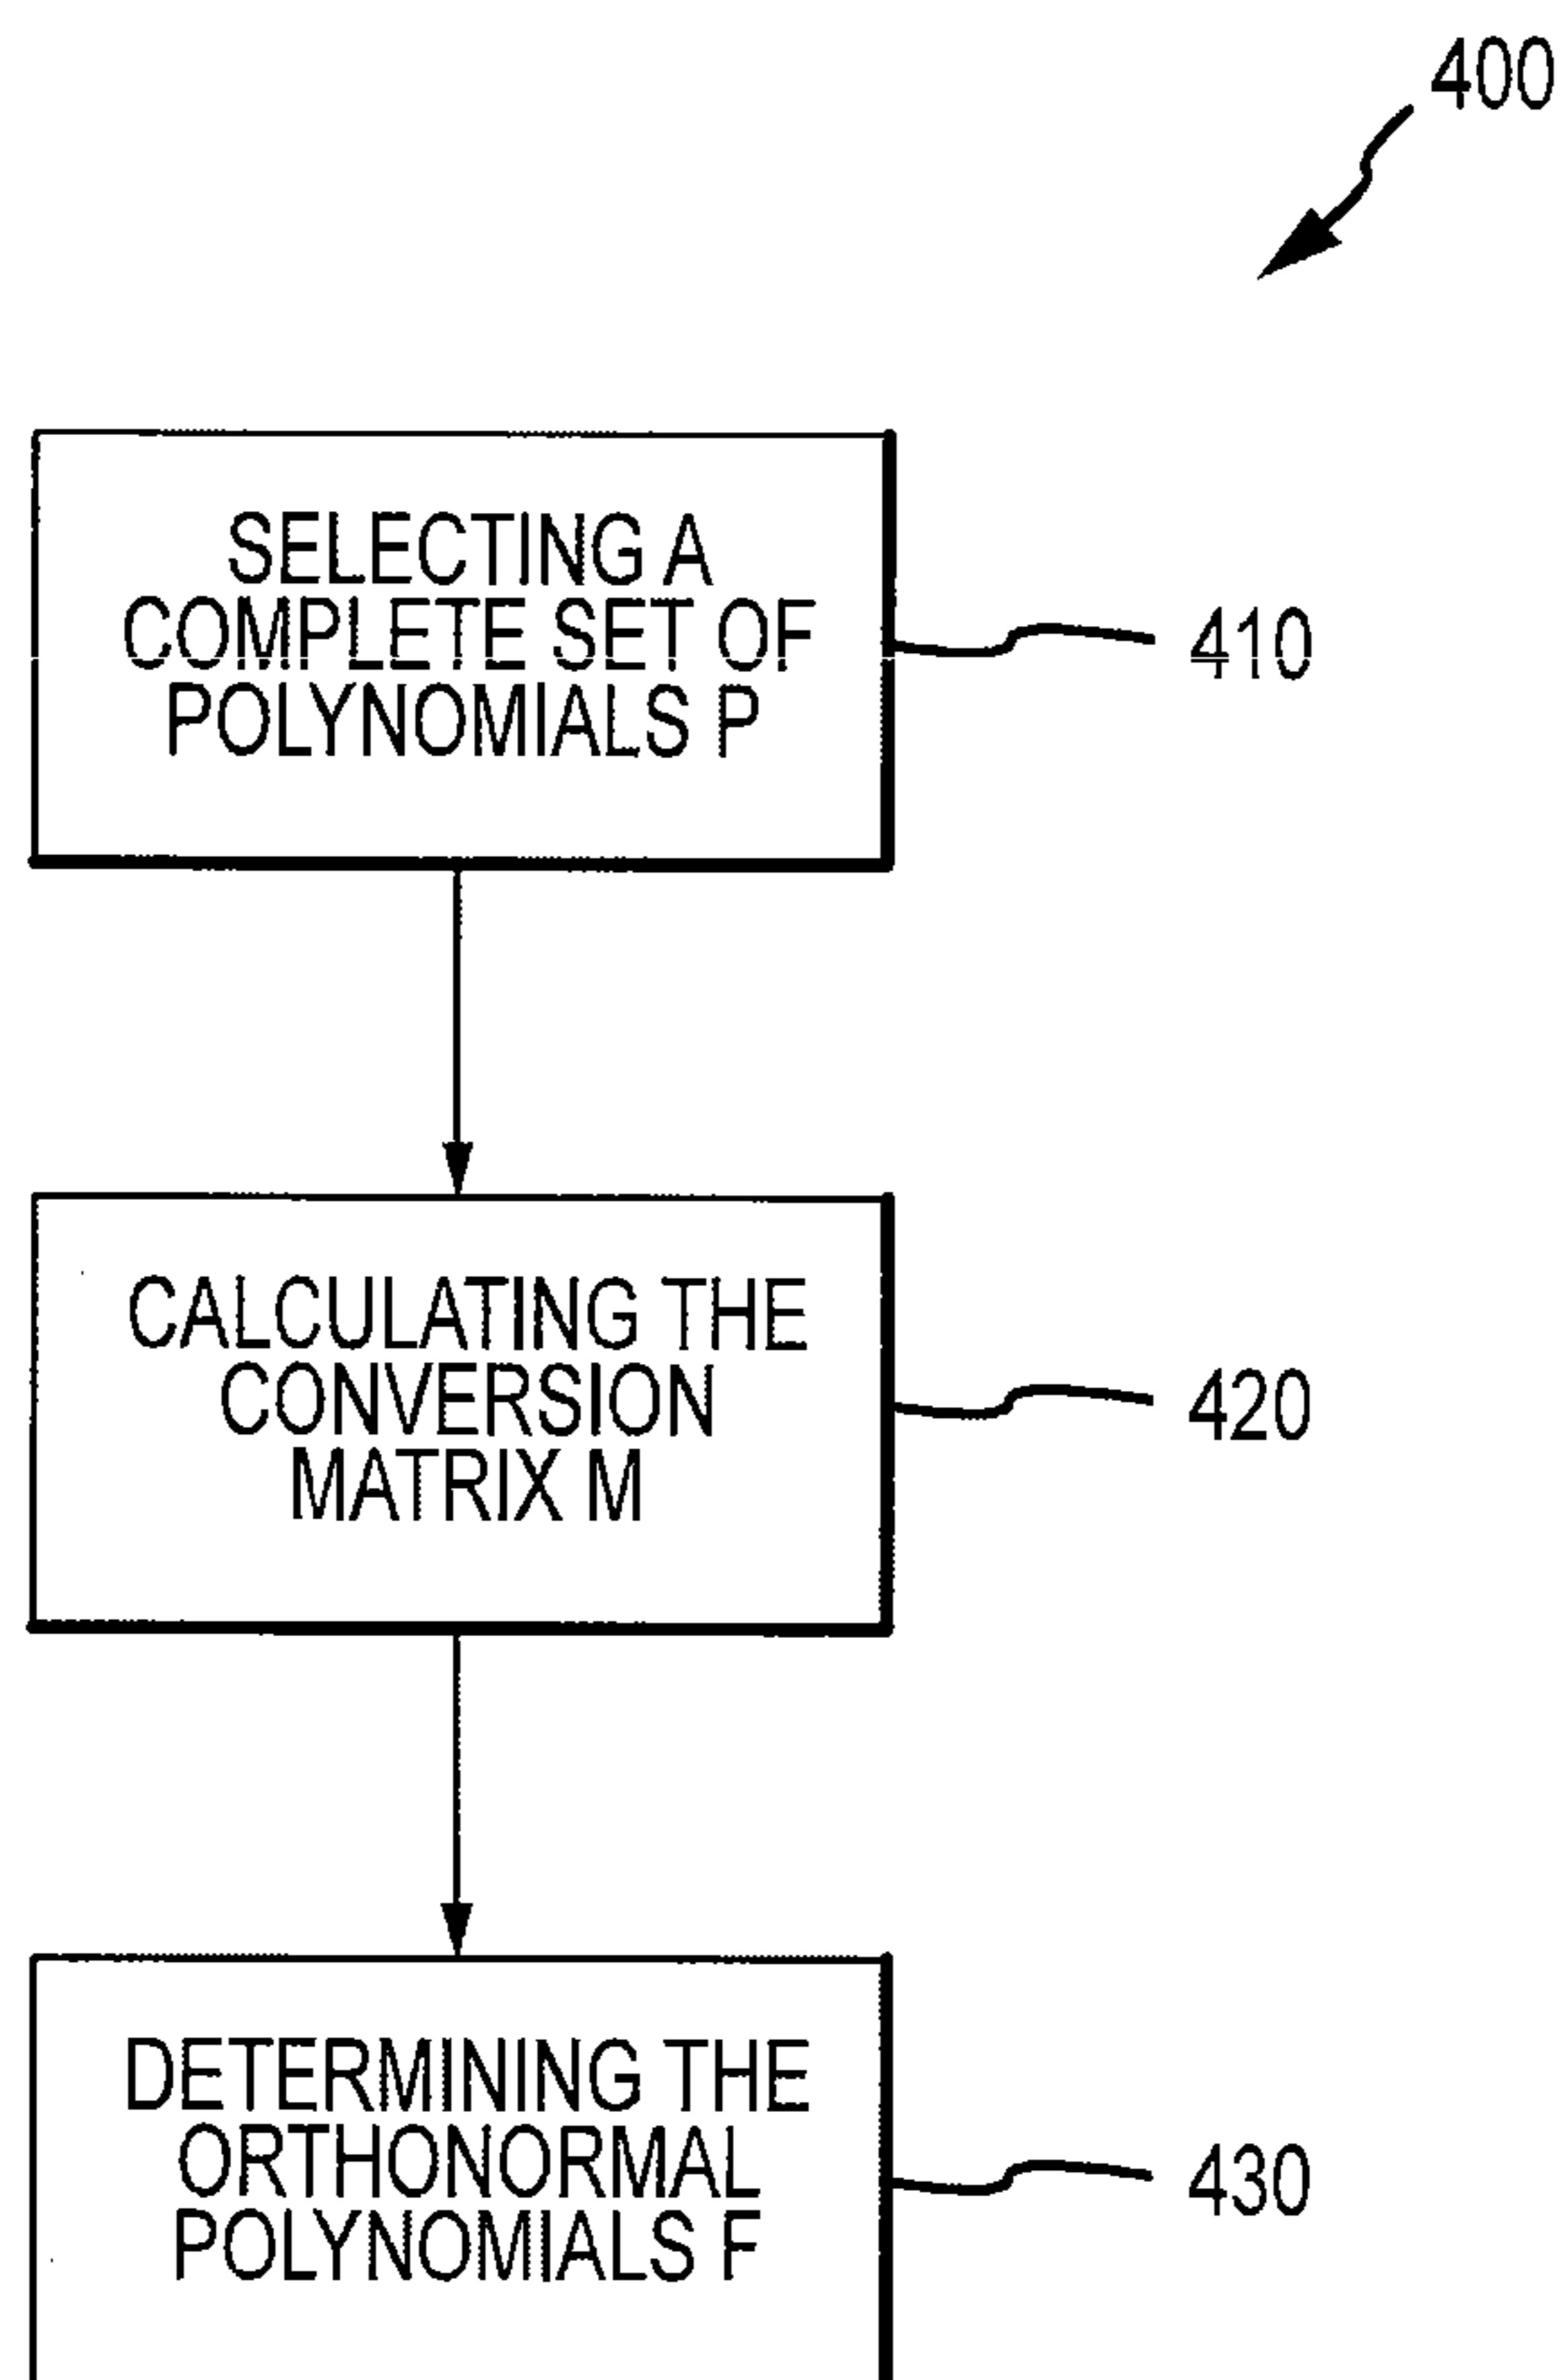 400
SELECTING A
COMPLETE SET OF
POLYNOMIALS P
410
CALCULATING THE
CONVERSION
MATRIX M
420
DETERMINING THE
ORTHONORMAL
POLYNOMIALS F
430